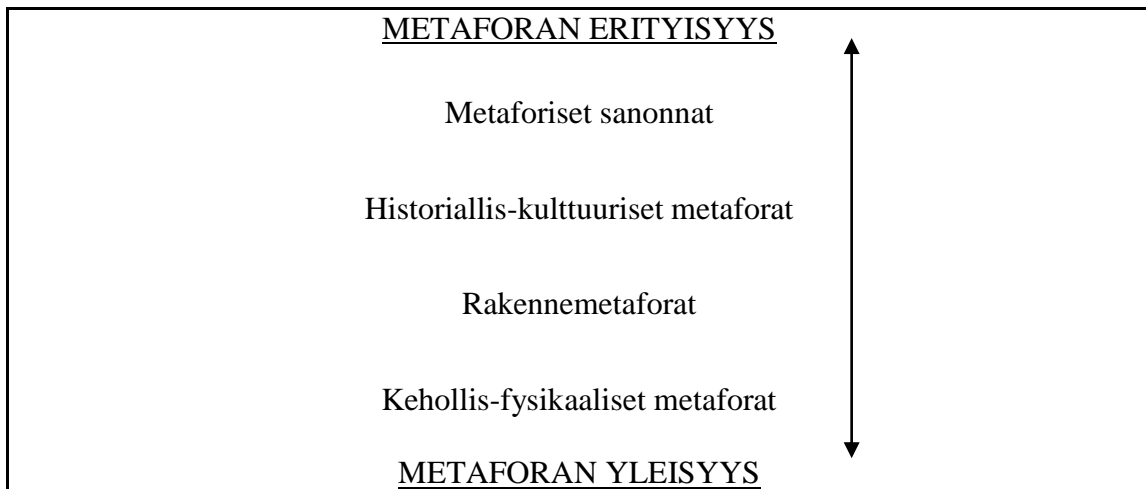 METAFORAN ERITYISYYS
Metaforiset sanonnat
Historiallis-kulttuuriset metaforat
Rakennemetaforat
Kehollis-fysikaaliset metaforat
METAFORAN YLEISYYS